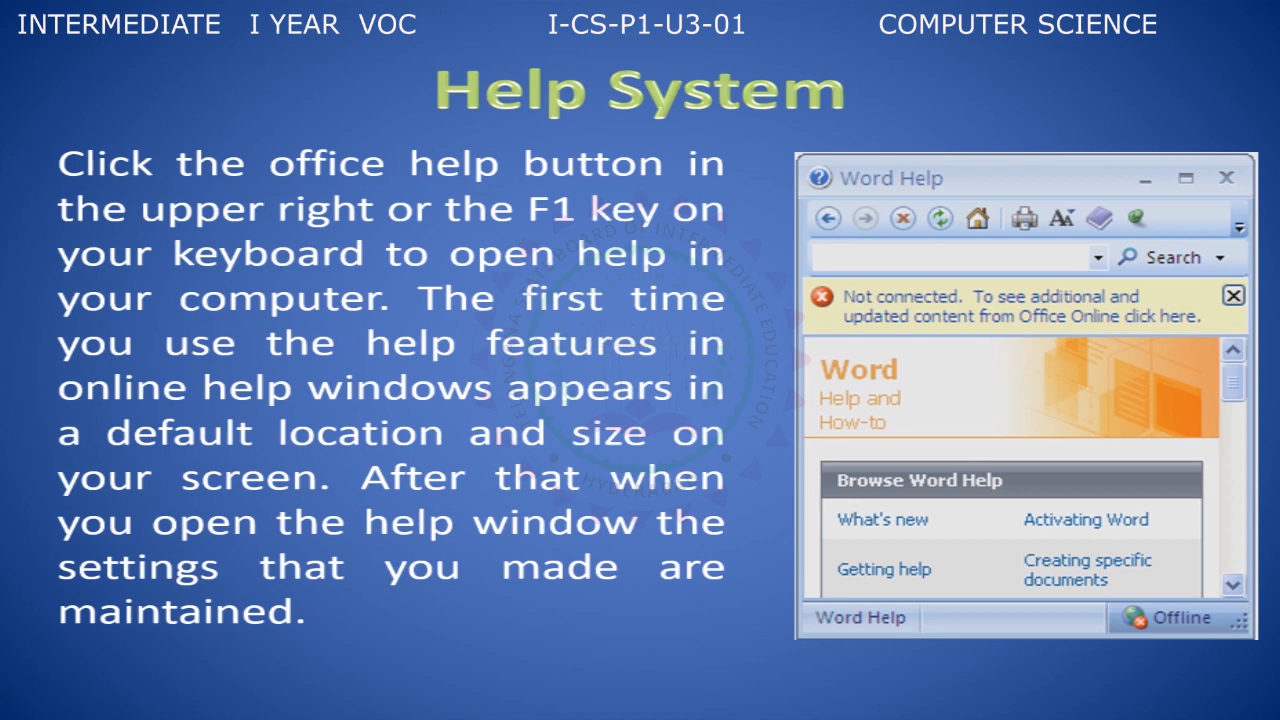 INTERMEDIATE I YEAR VOC I-CS-P1-U3-01 COMPUTER SCIENCE
Help System
Click the office help button in
the upper right or the F1 key on
your keyboard to open help in
your computer. The first time
you use the help features in
online help windows appears in
a default location and size on
your screen. After that when
you open the help window the
settings that you made are
maintained.
Word Help
Search
Not connected. To see additional and
updated content from Office Online click here.
Word
Help and
How-to
Browse Word Help
What's new Activating Word
Getting help Creating specific
documents
Word Help Offline
BOARD OF INTERMEDIATE EDUCATION